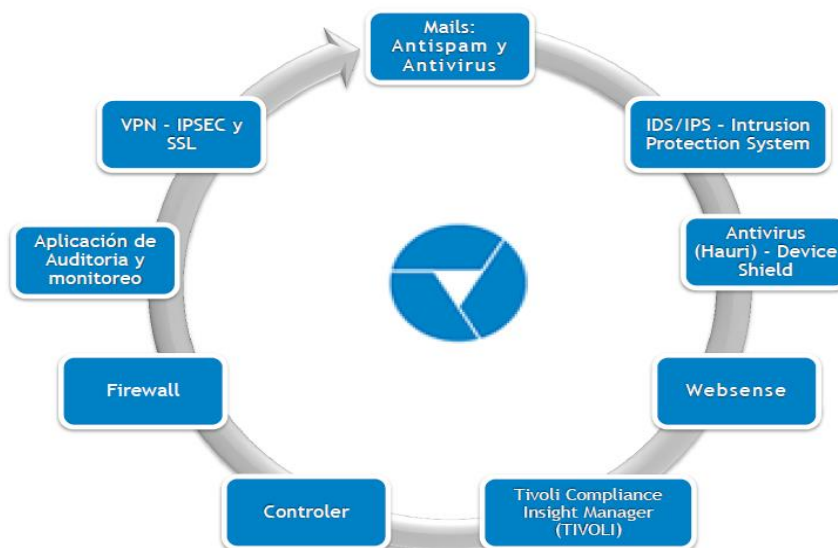 Mails:
Antispam y
Antivirus
IDS/IPS – Intrusion
Protection System
Antivirus
(Hauri) – Device
Shield
Websense
Tivoli Compliance
Insight Manager
(TIVOLI)
Controler
Firewall
Aplicación de
Auditoria y
monitoreo
VPN – IPSEC y
SSL